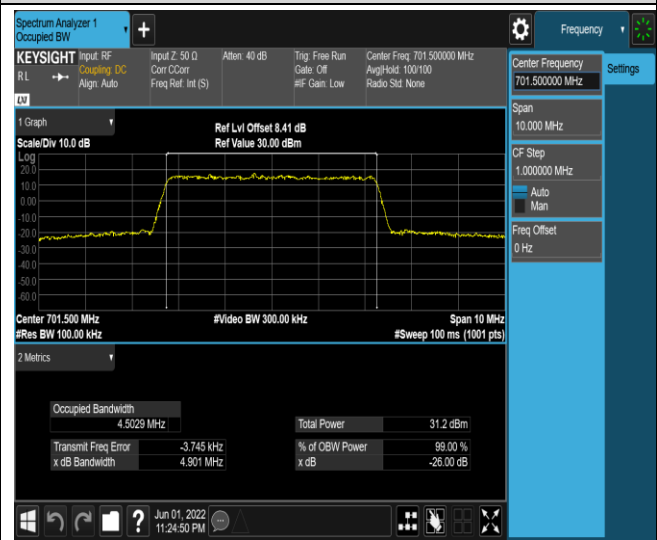 Spectrum Analyzer 1
Occupied BW
Frequency
KEYSIGHT
R L
LXI
Input: RF
Coupling: DC
Align: Auto
Input Z: 50 Ω
Corr CCorr
Freq Ref: Int (S)
Atten: 40 dB
Trig: Free Run
Gate: Off
#IF Gain: Low
Center Freq: 701.500000 MHz
Avg|Hold: 100/100
Radio Std: None
Center Frequency
701.500000 MHz
Settings
Span
10.000 MHz
CF Step
1.000000 MHz
Auto
Man
Freq Offset
0 Hz
1 Graph
Scale/Div 10.0 dB
Ref Lvl Offset 8.41 dB
Ref Value 30.00 dBm
Log
20.0
10.0
0.00
-10.0
-20.0
-30.0
-40.0
-50.0
-60.0
Center 701.500 MHz
#Video BW 300.00 kHz
Span 10 MHz
#Res BW 100.00 kHz
#Sweep 100 ms (1001 pts)
2 Metrics
Occupied Bandwidth
4.5029 MHz
Total Power 31.2 dBm
Transmit Freq Error -3.745 kHz
% of OBW Power 99.00 %
x dB Bandwidth 4.901 MHz
x dB -26.00 dB
?
Jun 01, 2022
11:24:50 PM